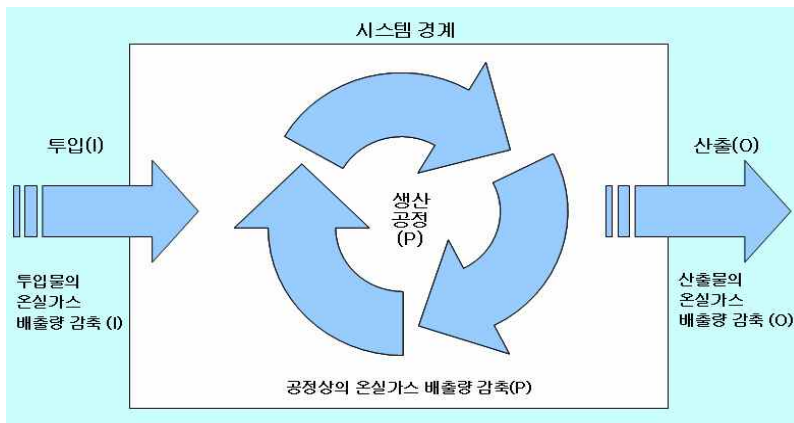 시스템 경계
투입(I)
산출(O)
생산
공정
(P)
투입물의
온실가스
배출량 감축 (I)
산출물의
온실가스
배출량 감축 (O)
공정상의 온실가스 배출량 감축(P)